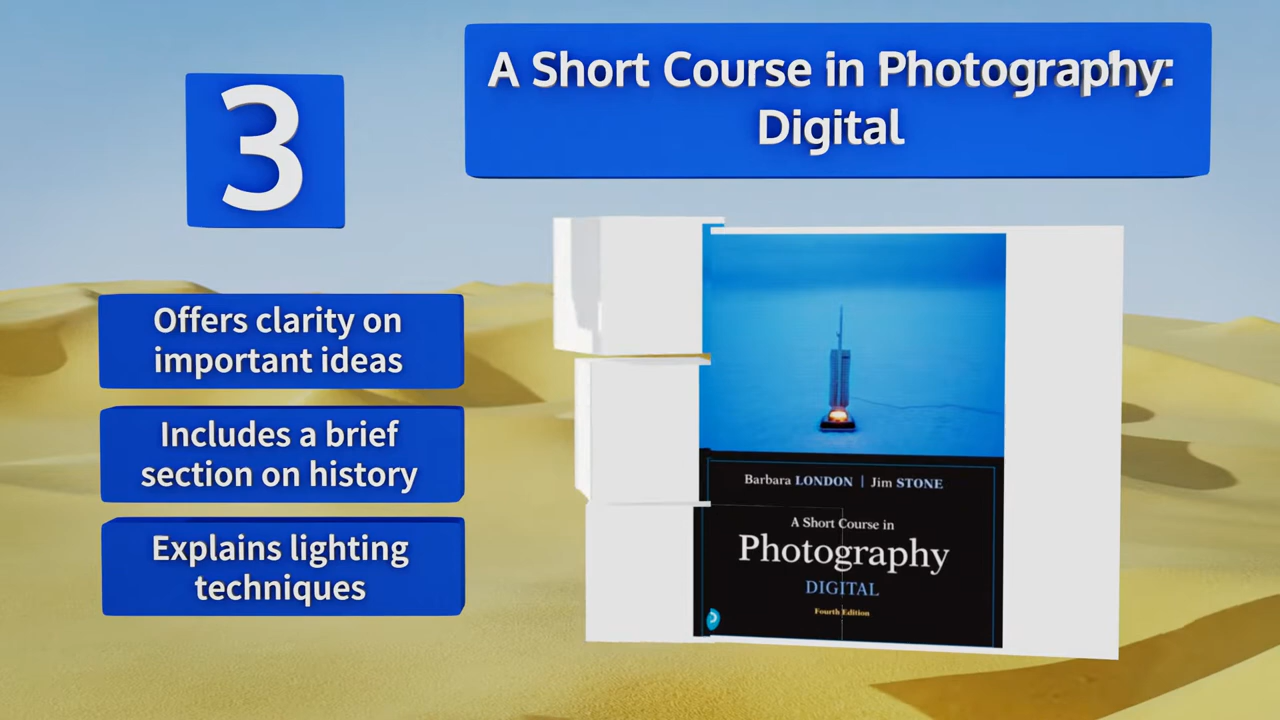 3
A Short Course in Photography:
Digital
Offers clarity on
important ideas
Includes a brief
section on history
Explains lighting
techniques
Barbara LONDON | Jim STONE
A Short Course in
Photography
DIGITAL
Fourth Edition